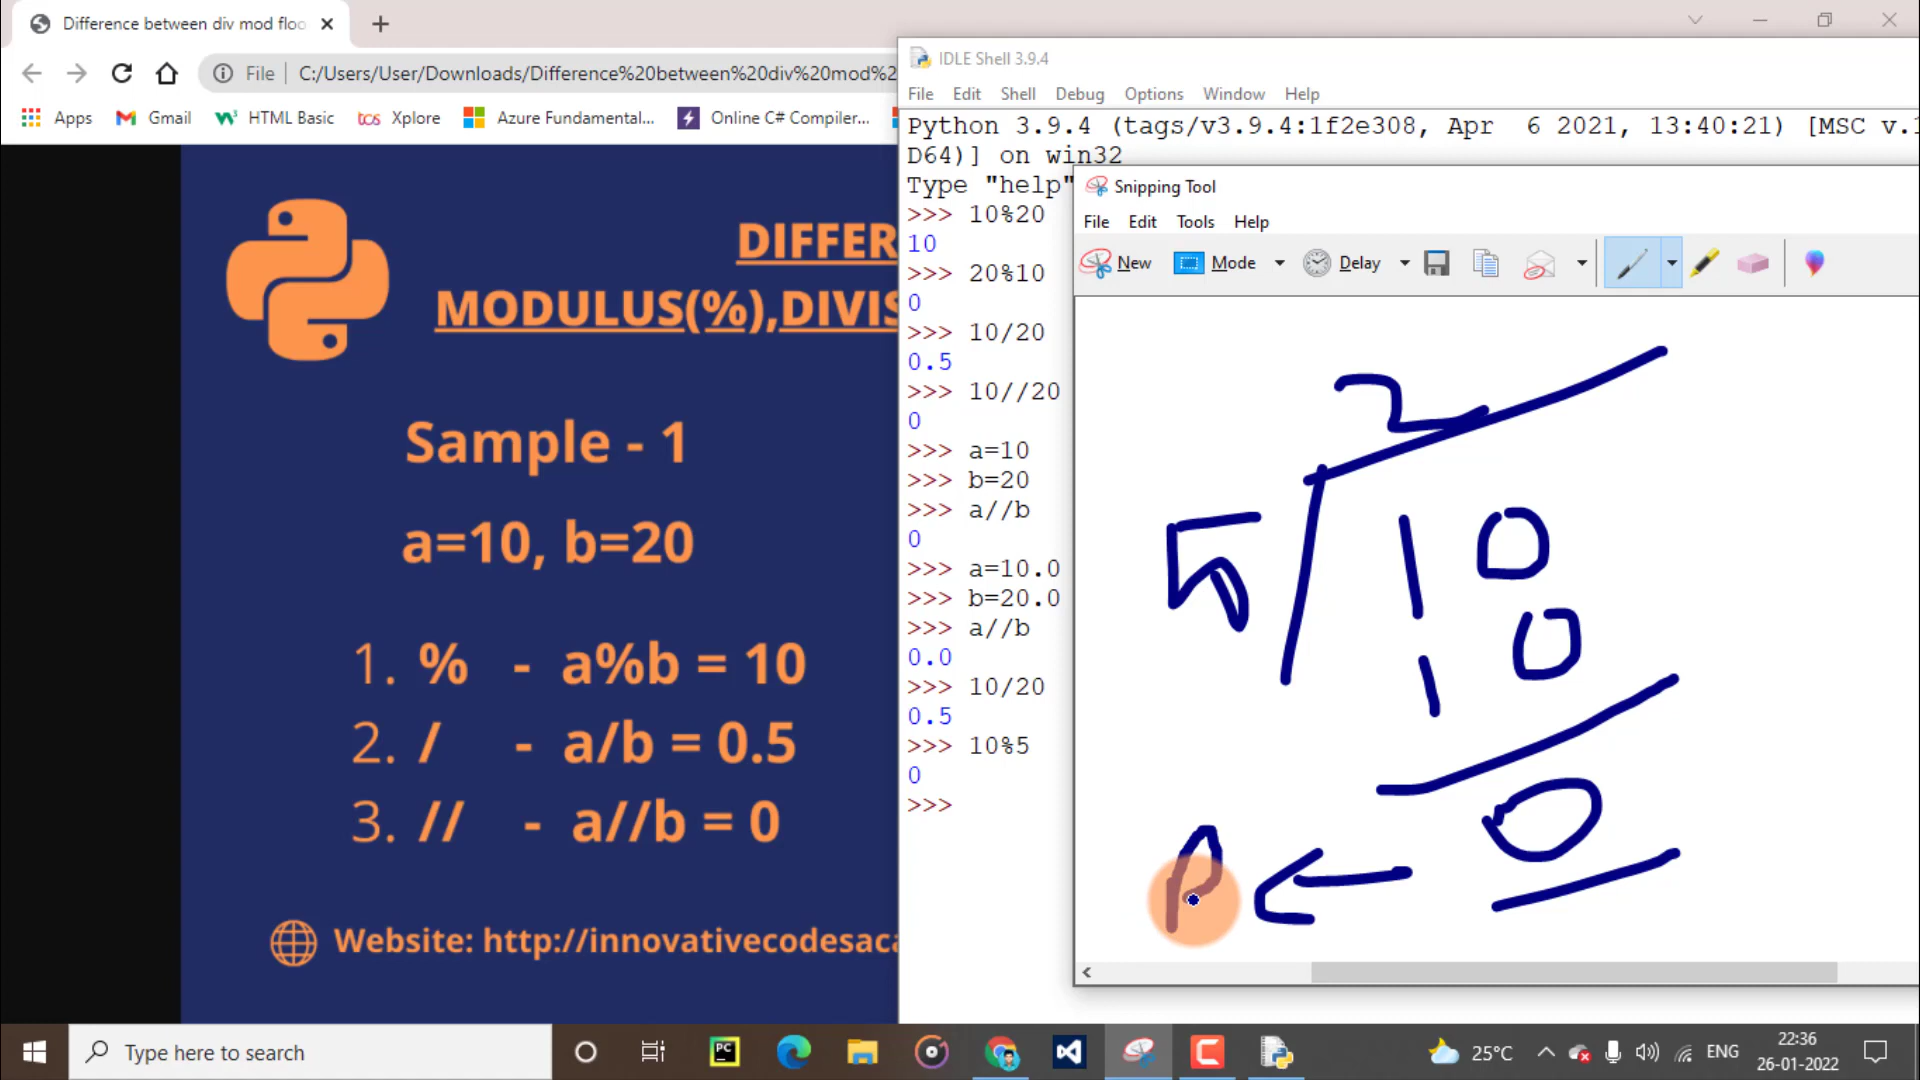 Difference between div mod floo
File C:/Users/User/Downloads/Difference%20between%20div%20mod%2
Apps Gmail HTML Basic tcs Xplore Azure Fundamental... Online C# Compiler...
DIFFER
MODULUS(%),DIVIS
Sample - 1
a=10, b=20
1. % - a%b = 10
2. / - a/b = 0.5
3. // - a//b = 0
Website: http://innovativecodesaca
IDLE Shell 3.9.4
File Edit Shell Debug Options Window Help
Python 3.9.4 (tags/v3.9.4:1f2e308, Apr  6 2021, 13:40:21) [MSC v.1
D64)] on win32
Type "help"
>>> 10%20
10
>>> 20%10
0
>>> 10/20
0.5
>>> 10//20
0
>>> a=10
>>> b=20
>>> a//b
0
>>> a=10.0
>>> b=20.0
>>> a//b
0.0
>>> 10/20
0.5
>>> 10%5
0
>>>
Snipping Tool
File Edit Tools Help
New Mode Delay
2
5 10
10
0
Type here to search
PC
25°C ENG
22:36
26-01-2022